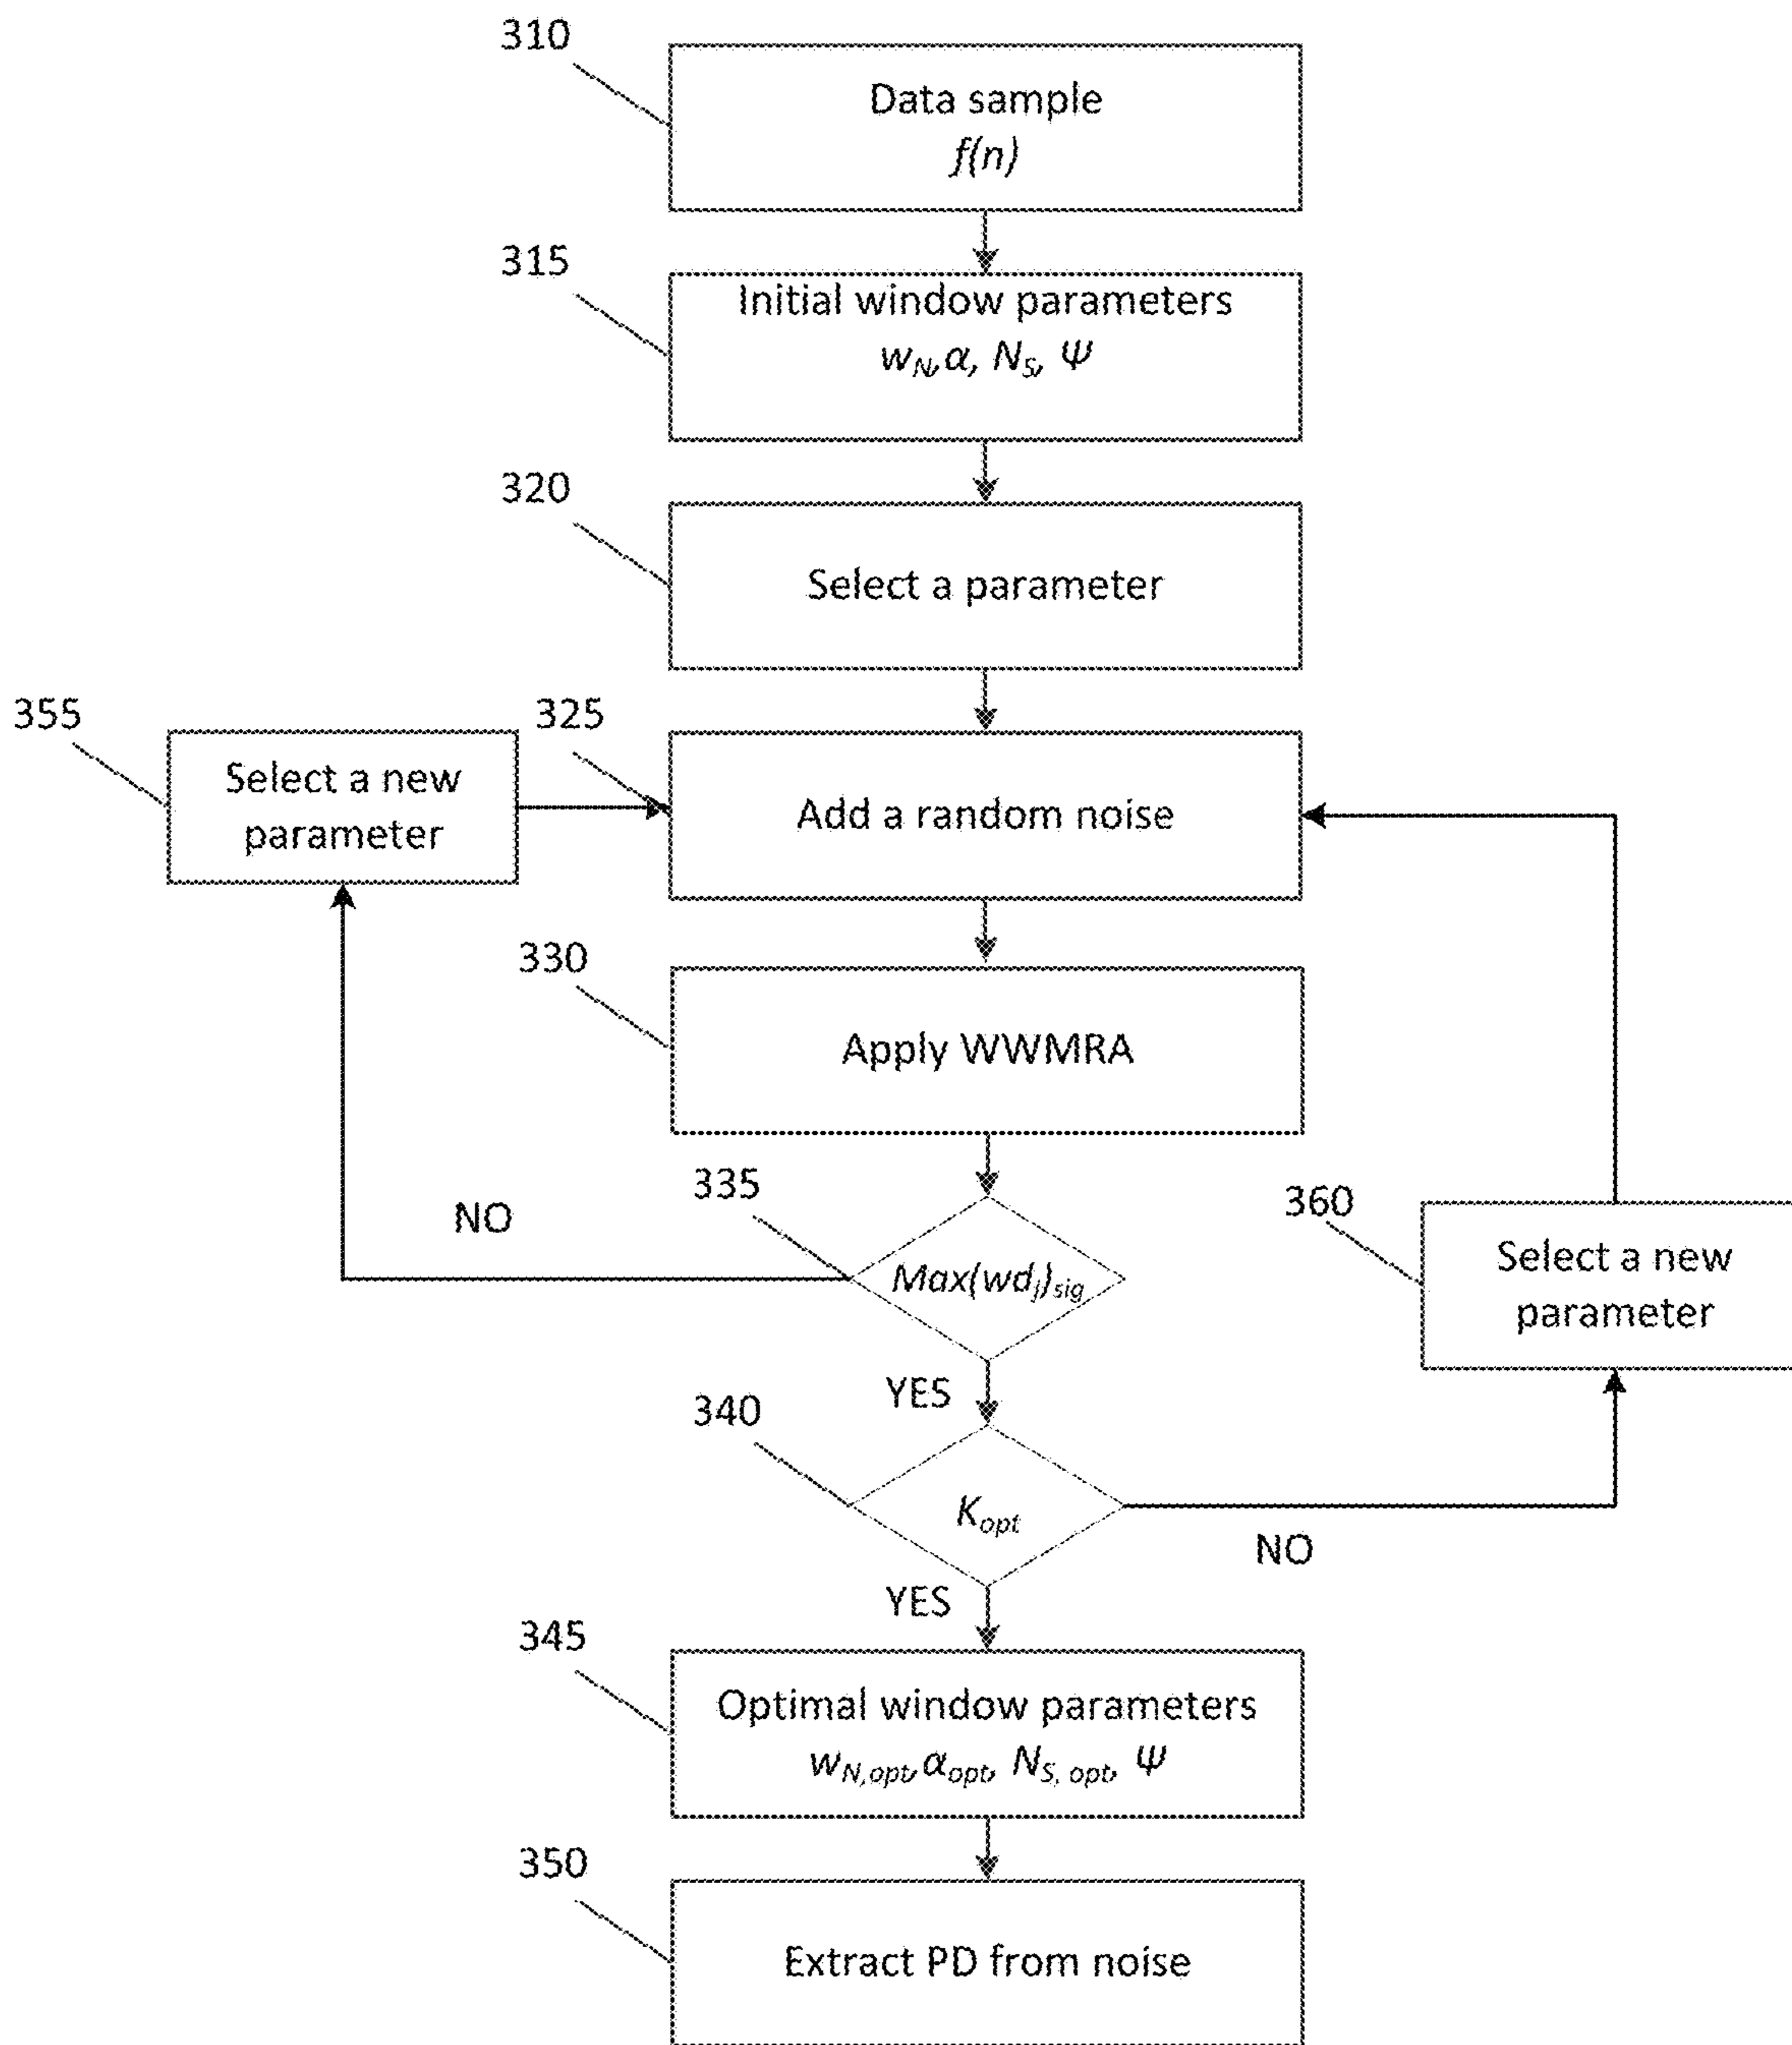 310
Data sample
f(n)
315
Initial window parameters
w_N, α, N_S, Ψ
320
Select a parameter
355
325
Select a new
parameter
Add a random noise
330
Apply WWMRA
335
NO
360
Max(wd_j)_sig
Select a new
parameter
YES
340
K_opt
NO
YES
345
Optimal window parameters
w_N,opt, α_opt, N_S, opt, Ψ
350
Extract PD from noise